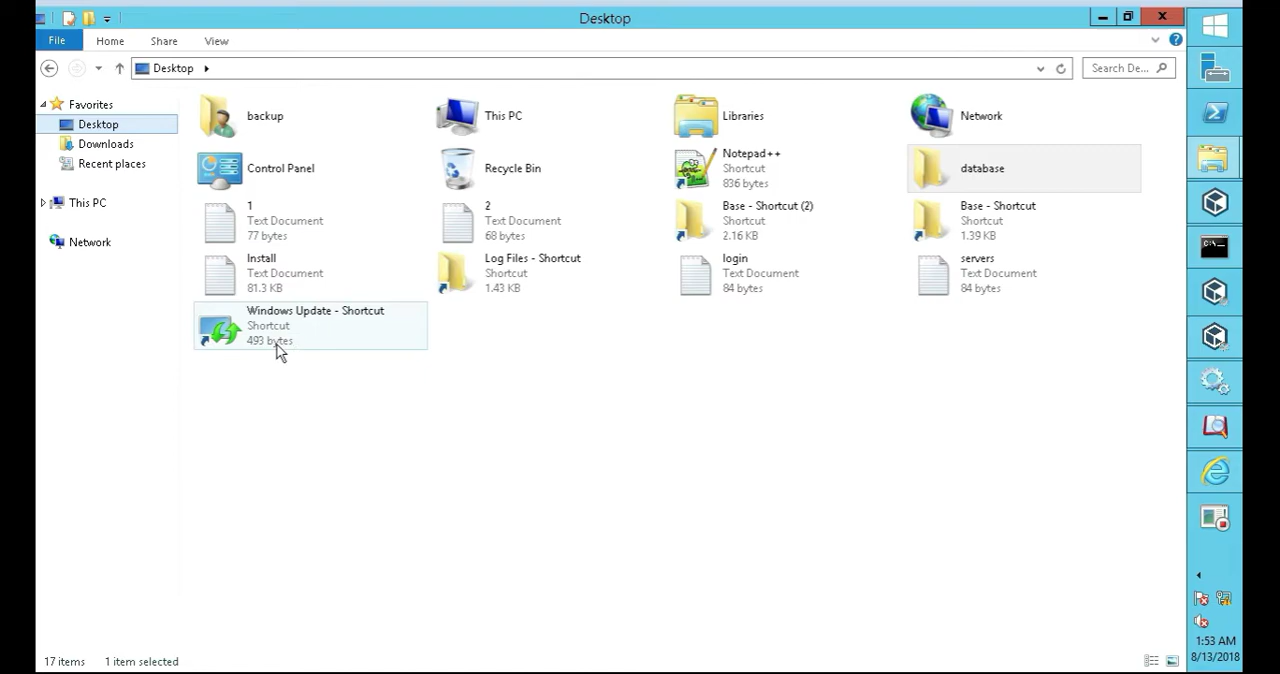 Desktop
File Home Share View
Desktop
Search De...
Favorites
Desktop
Downloads
Recent places
This PC
Network
backup
This PC
Libraries
Network
Control Panel
Recycle Bin
Notepad++
Shortcut
836 bytes
database
1
Text Document
77 bytes
2
Text Document
68 bytes
Base - Shortcut (2)
Shortcut
2.16 KB
Base - Shortcut
Shortcut
1.39 KB
Install
Text Document
81.3 KB
Log Files - Shortcut
Shortcut
1.43 KB
login
Text Document
84 bytes
servers
Text Document
84 bytes
Windows Update - Shortcut
Shortcut
493 bytes
17 items 1 item selected
1:53 AM
8/13/2018